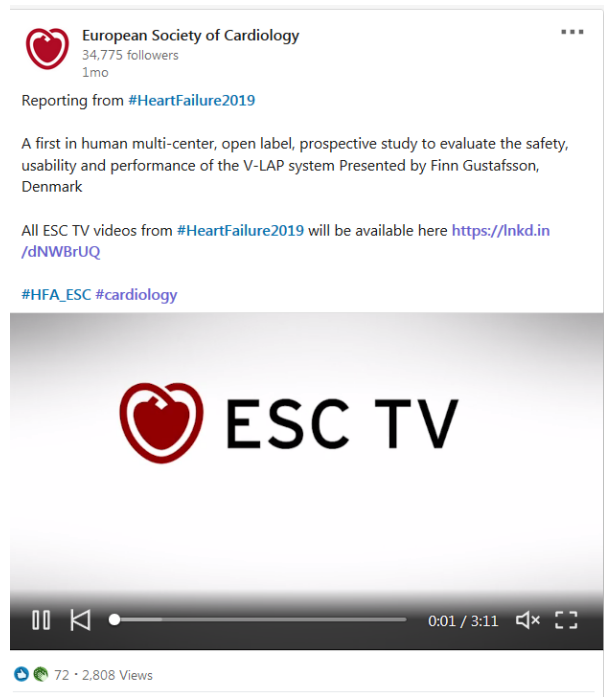 European Society of Cardiology
34,775 followers
1mo
Reporting from #HeartFailure2019
A first in human multi-center, open label, prospective study to evaluate the safety,
usability and performance of the V-LAP system Presented by Finn Gustafsson,
Denmark
All ESC TV videos from #HeartFailure2019 will be available here https://lnkd.in
/dNWBrUQ
#HFA_ESC #cardiology
ESC TV
0:01 / 3:11
72 · 2,808 Views